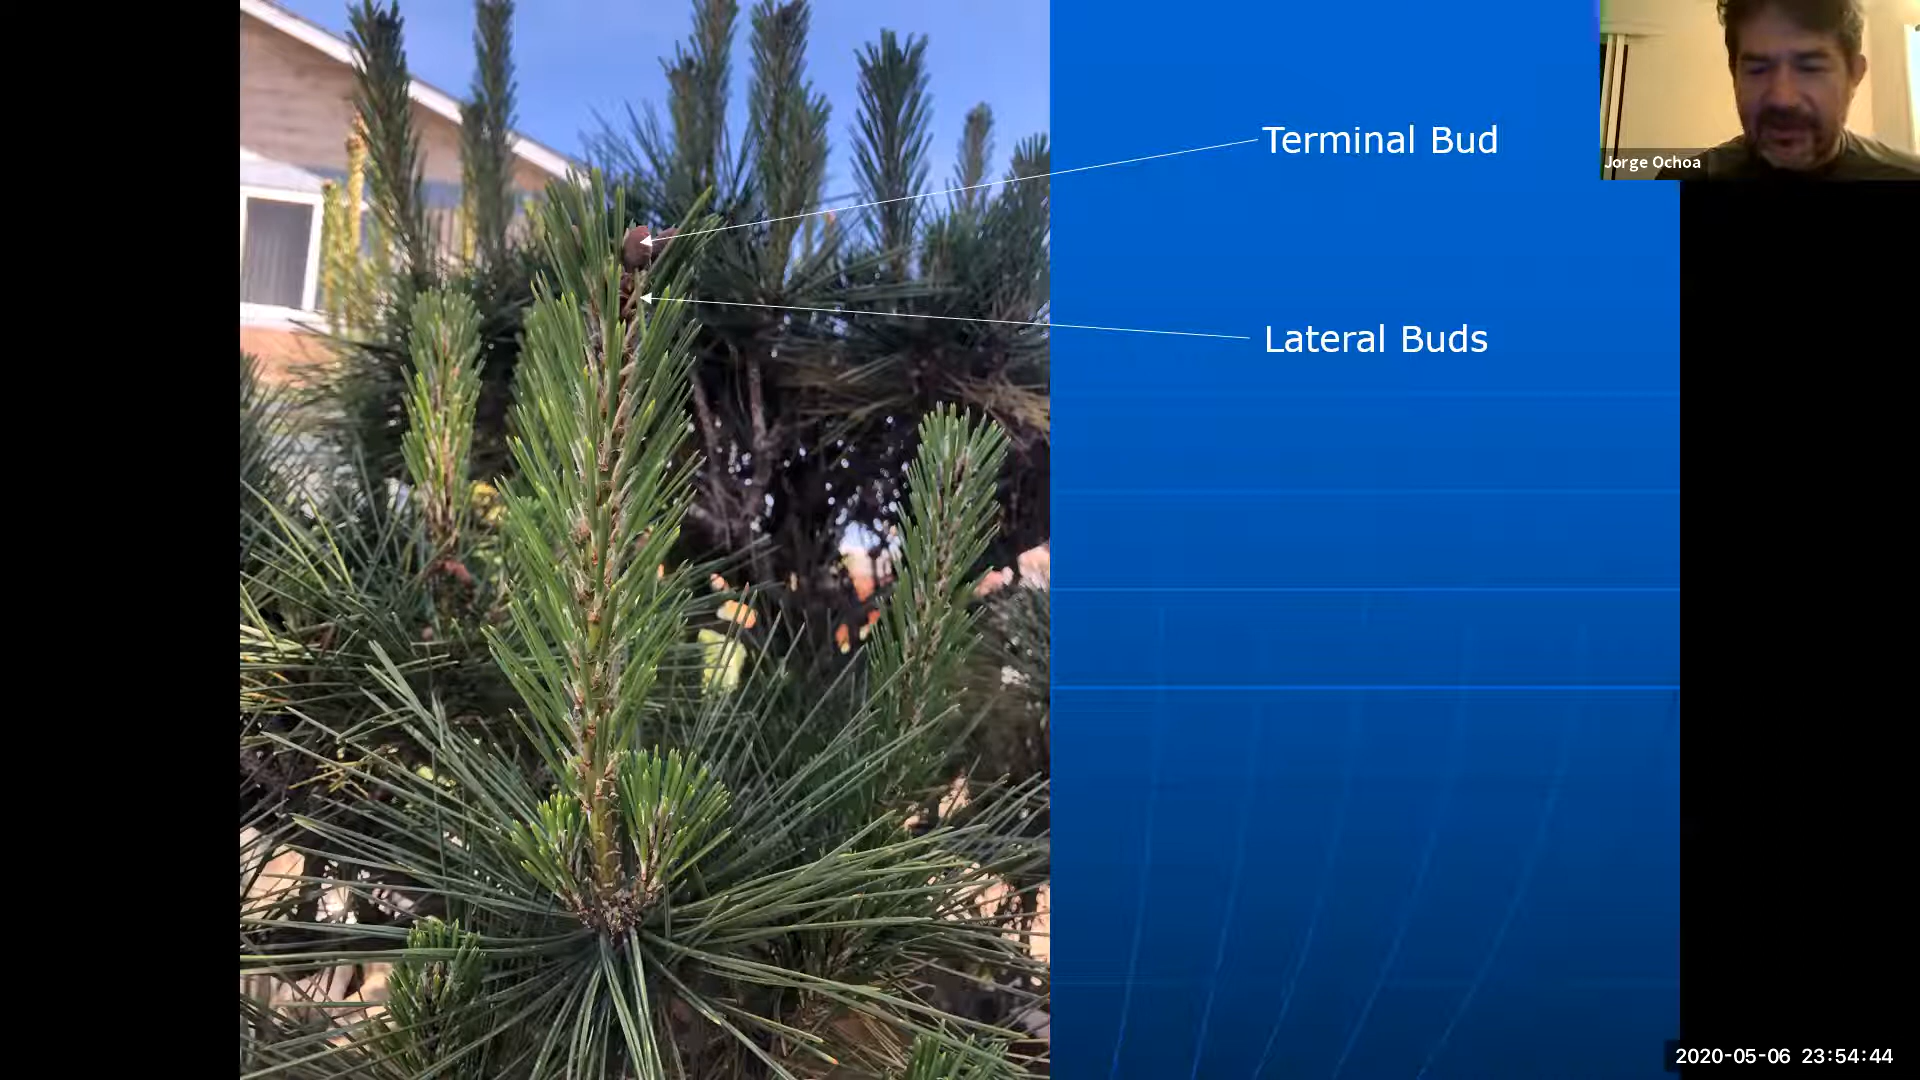 Terminal Bud
Jorge Ochoa
Lateral Buds
2020-05-06 23:54:44